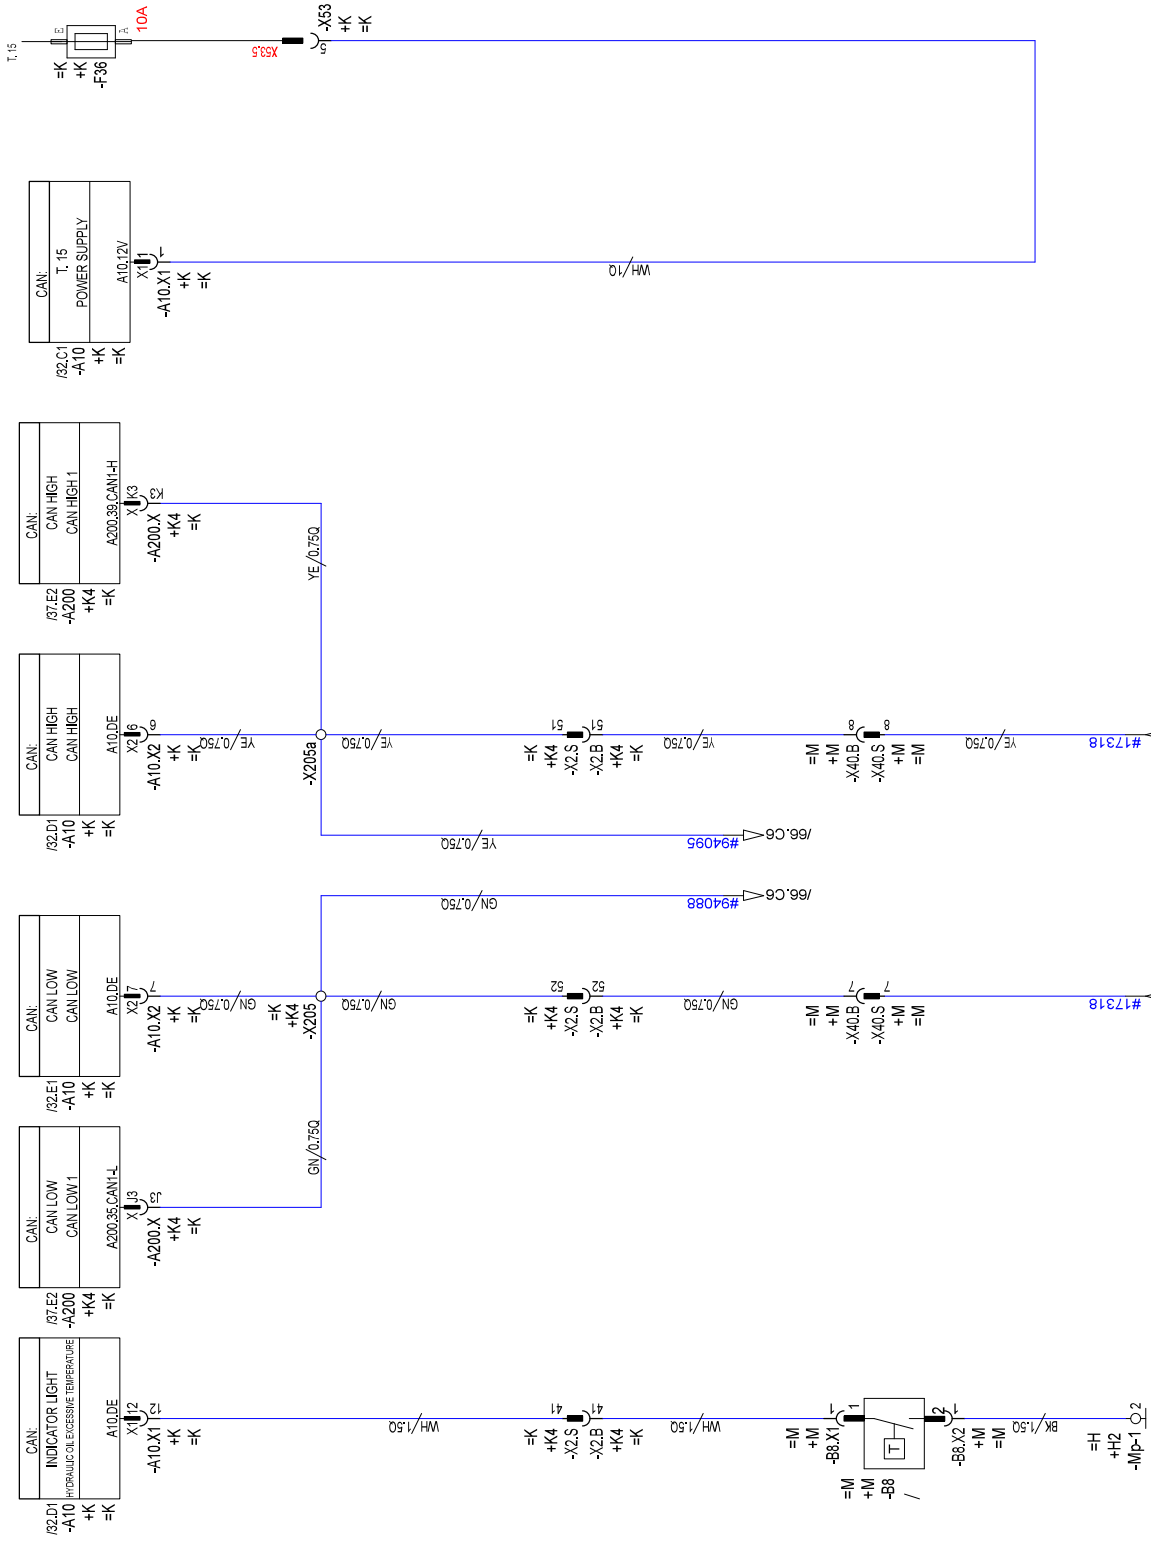 T. 15
E
A
10A
=K
+K
-F36
X53.5
5
-X53
+K
=K
CAN:
T. 15
POWER SUPPLY
A10.12V
/32.C1
-A10
+K
=K
X1
1
1
-A10.X1
+K
=K
WH/1Q
CAN:
CAN HIGH
CAN HIGH 1
A200.39.CAN1-H
/37.E2
-A200
+K4
=K
X
K3
K3
-A200.X
+K4
=K
YE/0.75Q
CAN:
CAN HIGH
CAN HIGH
A10.DE
/32.D1
-A10
+K
=K
X2
6
6
-A10.X2
+K
=K
YE/0.75Q
-X205a
YE/0.75Q
51
=K
+K4
-X2.S
51
-X2.B
+K4
=K
YE/0.75Q
8
=M
+M
-X40.B
8
-X40.S
+M
=M
YE/0.75Q
#17318
YE/0.75Q
#94095
/66.C6
GN/0.75Q
#94088
/66.C6
CAN:
CAN LOW
CAN LOW
A10.DE
/32.E1
-A10
+K
=K
X2
7
7
-A10.X2
+K
=K
GN/0.75Q
=K
+K4
-X205
GN/0.75Q
52
=K
+K4
-X2.S
52
-X2.B
+K4
=K
GN/0.75Q
7
=M
+M
-X40.B
7
-X40.S
+M
=M
#17318
CAN:
CAN LOW
CAN LOW 1
A200.35.CAN1-L
/37.E2
-A200
+K4
=K
X
J3
J3
-A200.X
+K4
=K
GN/0.75Q
CAN:
INDICATOR LIGHT
HYDRAULIC OIL EXCESSIVE TEMPERATURE
A10.DE
/32.D1
-A10
+K
=K
X1
12
12
-A10.X1
+K
=K
WH/1.5Q
41
=K
+K4
-X2.S
41
-X2.B
+K4
=K
WH/1.5Q
1
=M
+M
-B8.X1
1
T
=M
+M
-B8
/
2
1
-B8.X2
+M
=M
BK/1.5Q
=H
+H2
-Mp-1
2